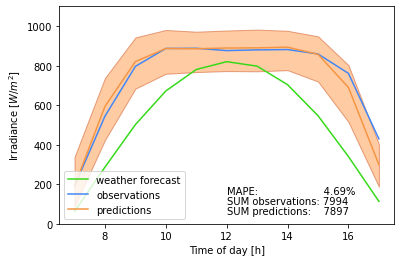 Irradiance [W/m²]
1000
800
600
400
200
0
weather forecast
observations
predictions
MAPE: 4.69%
SUM observations: 7994
SUM predictions: 7897
8 10 12 14 16
Time of day [h]